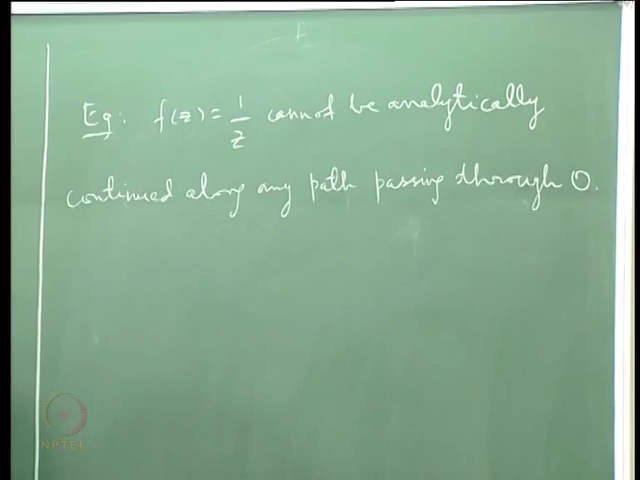 Eg: f(z) = 1/z cannot be analytically
continued along any path passing through 0.
NPTEL